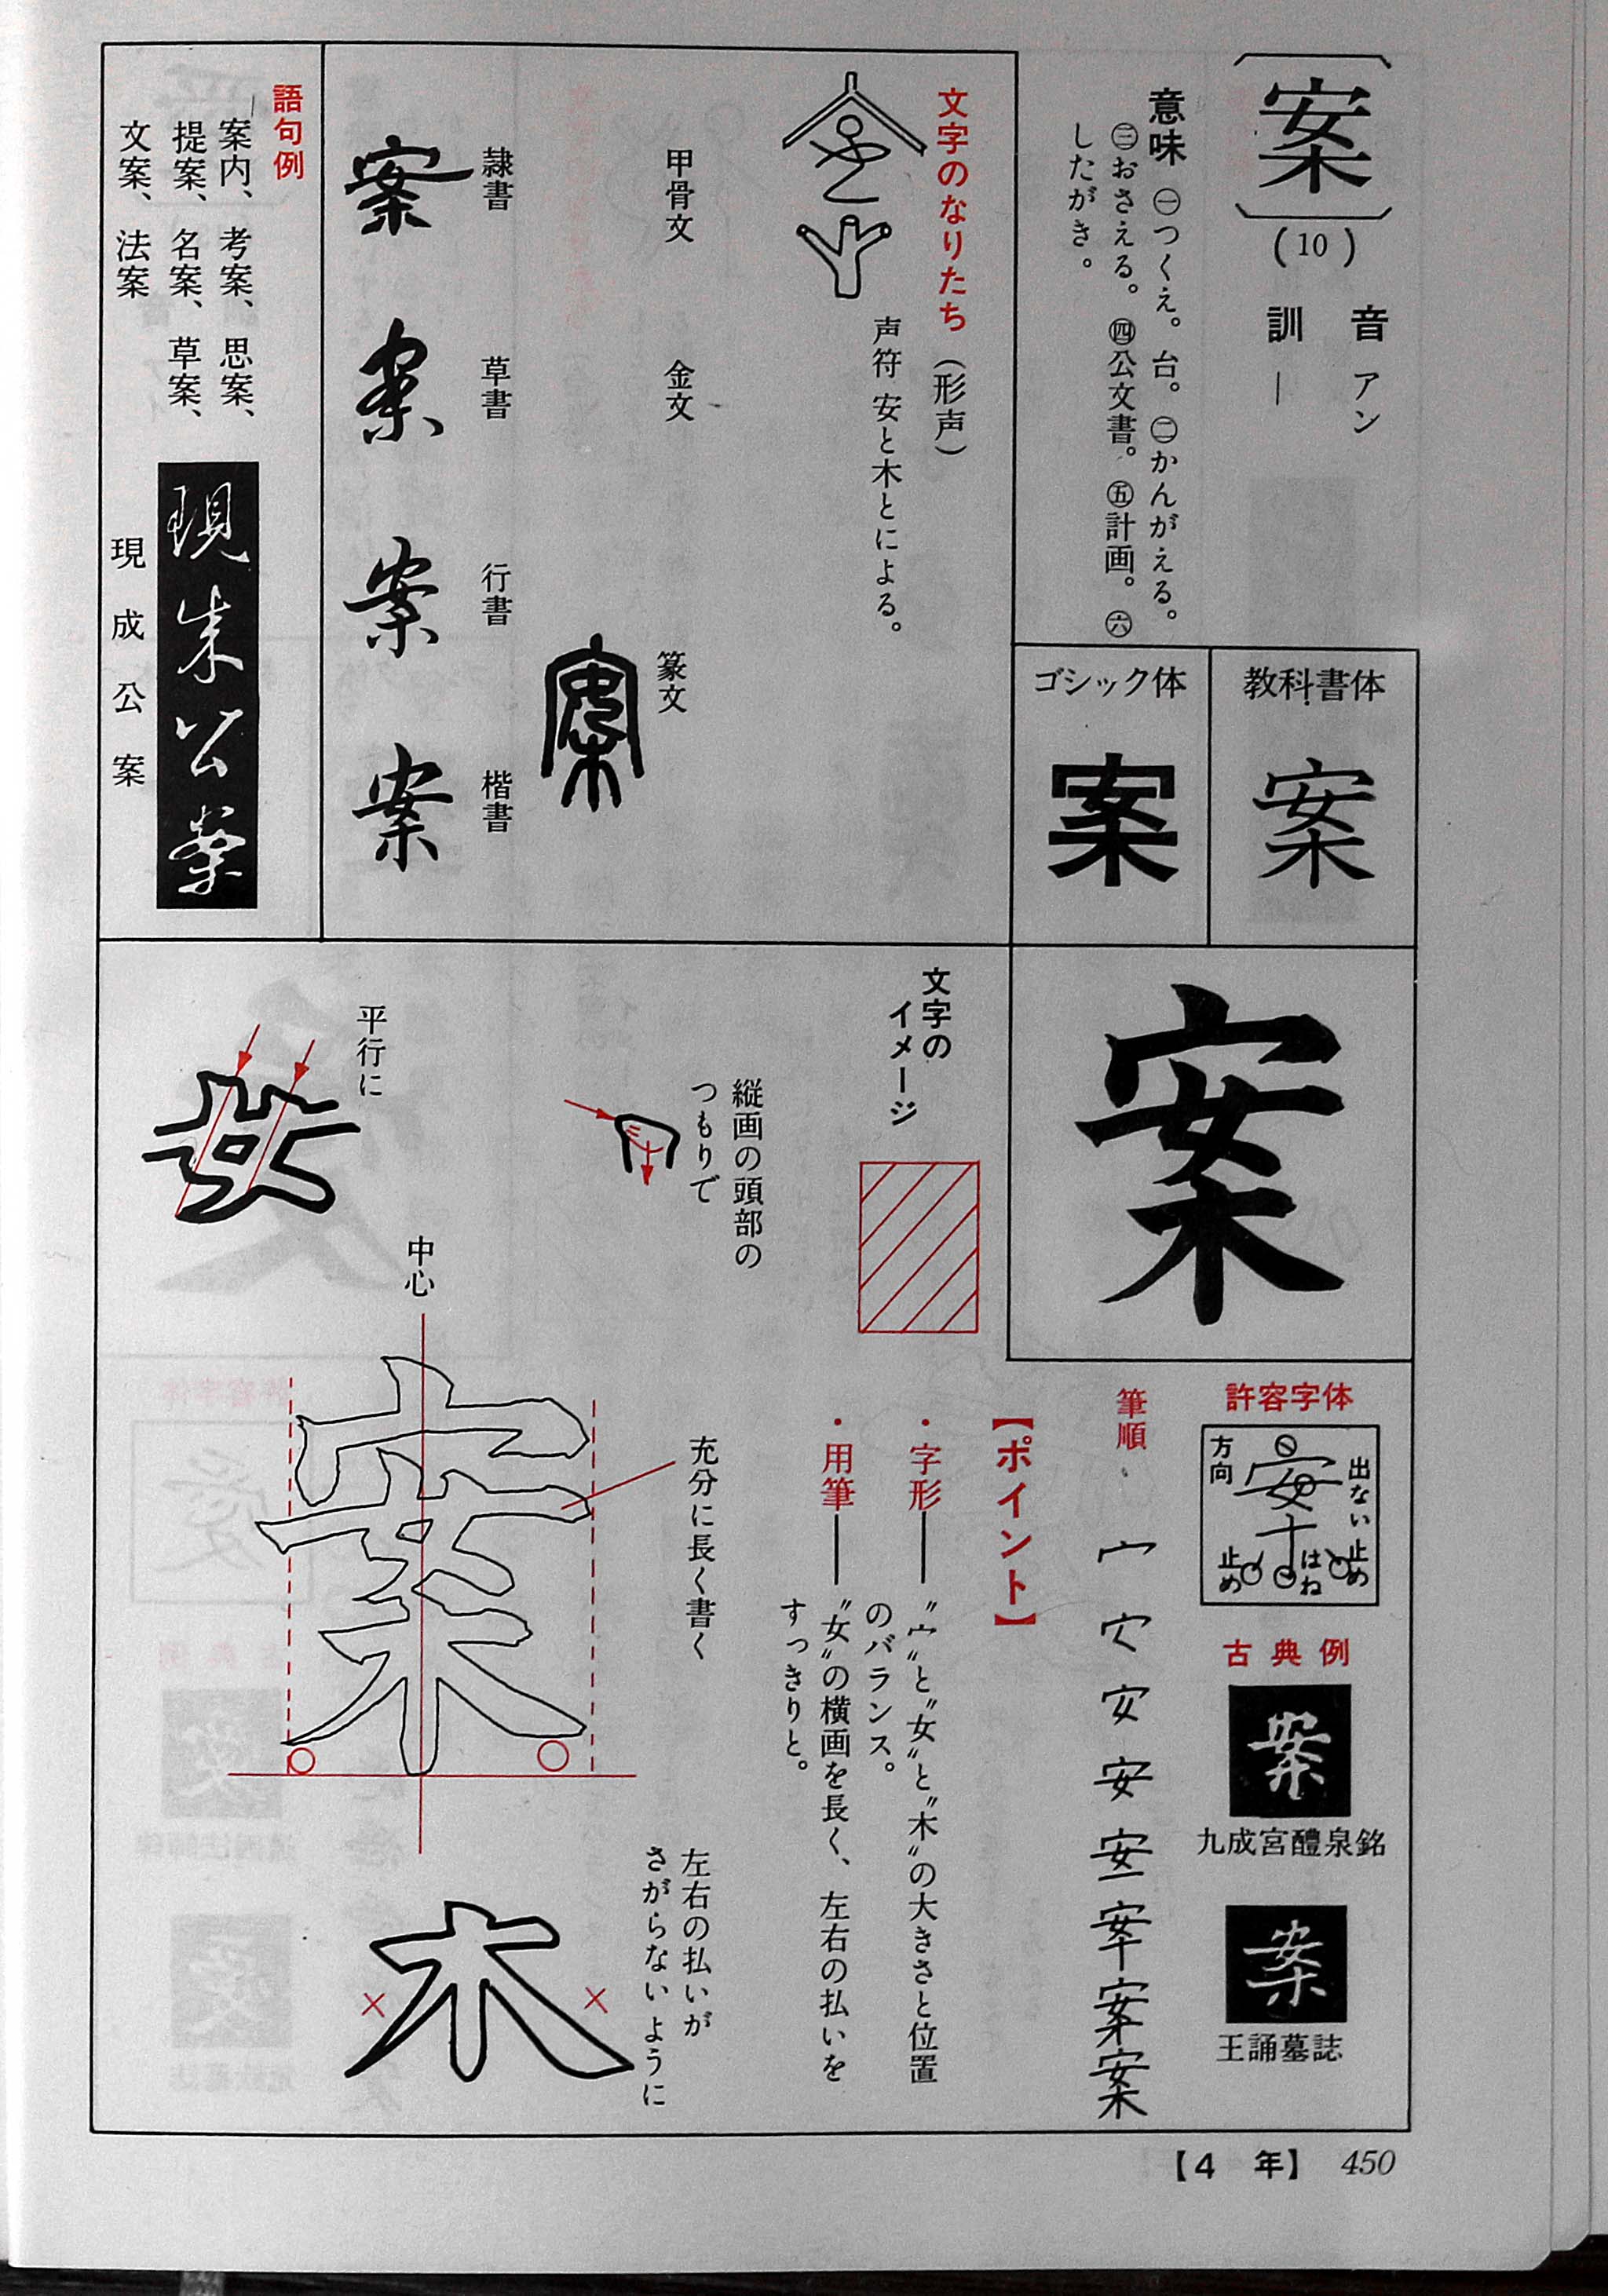 案
(10)
音 アン
訓 —
意味 ㊀つくえ。台。㊁かんがえる。
㊂おさえる。㊃公文書。㊄計画。㊅
したがき。
教科書体
案
ゴシック体
案
文字のなりたち(形声)
声符 安と木とによる。
甲骨文
金文
篆文
案
隷書
案
草書
案
行書
案
楷書
案
語句例
案内、考案、思案、
提案、名案、草案、
文案、法案
現成公案
現成公案
案
許容字体
方向
出ない
止め
はね
止め
古典例
案
九成宮醴泉銘
案
王誦墓誌
筆順
宀
安
安
案
案
【ポイント】
・字形——〝宀〟と〝女〟と〝木〟の大きさと位置
のバランス。
・用筆——〝女〟の横画を長く、左右の払いを
すっきりと。
文字の
イメージ
縦画の頭部の
つもりで
平行に
中心
案
充分に長く書く
左右の払いが
さがらないように
木
【4 年】 450